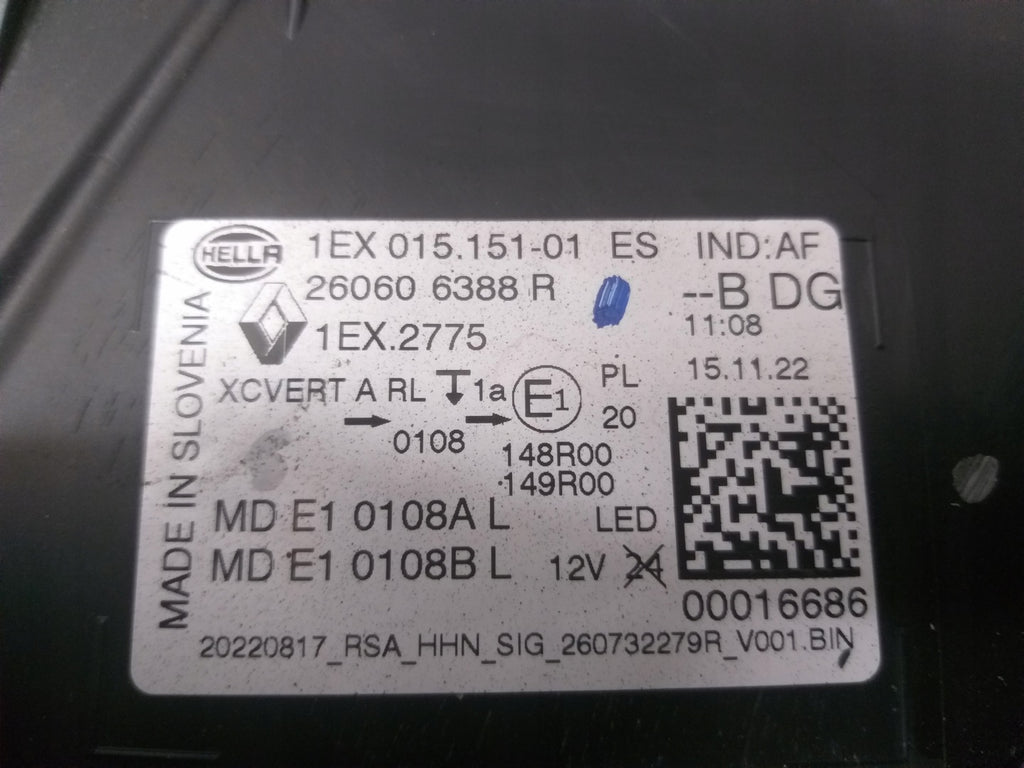 HELLA 1EX 015.151-01 ES IND:AF
26060 6388 R --B DG
11:08
1EX.2775
15.11.22
XCVERT A RL 1a E1 PL
20
0108
148R00
149R00
MD E1 0108A L LED
MD E1 0108B L 12V 24
00016686
20220817_RSA_HHN_SIG_260732279R_V001.BIN
MADE IN SLOVENIA